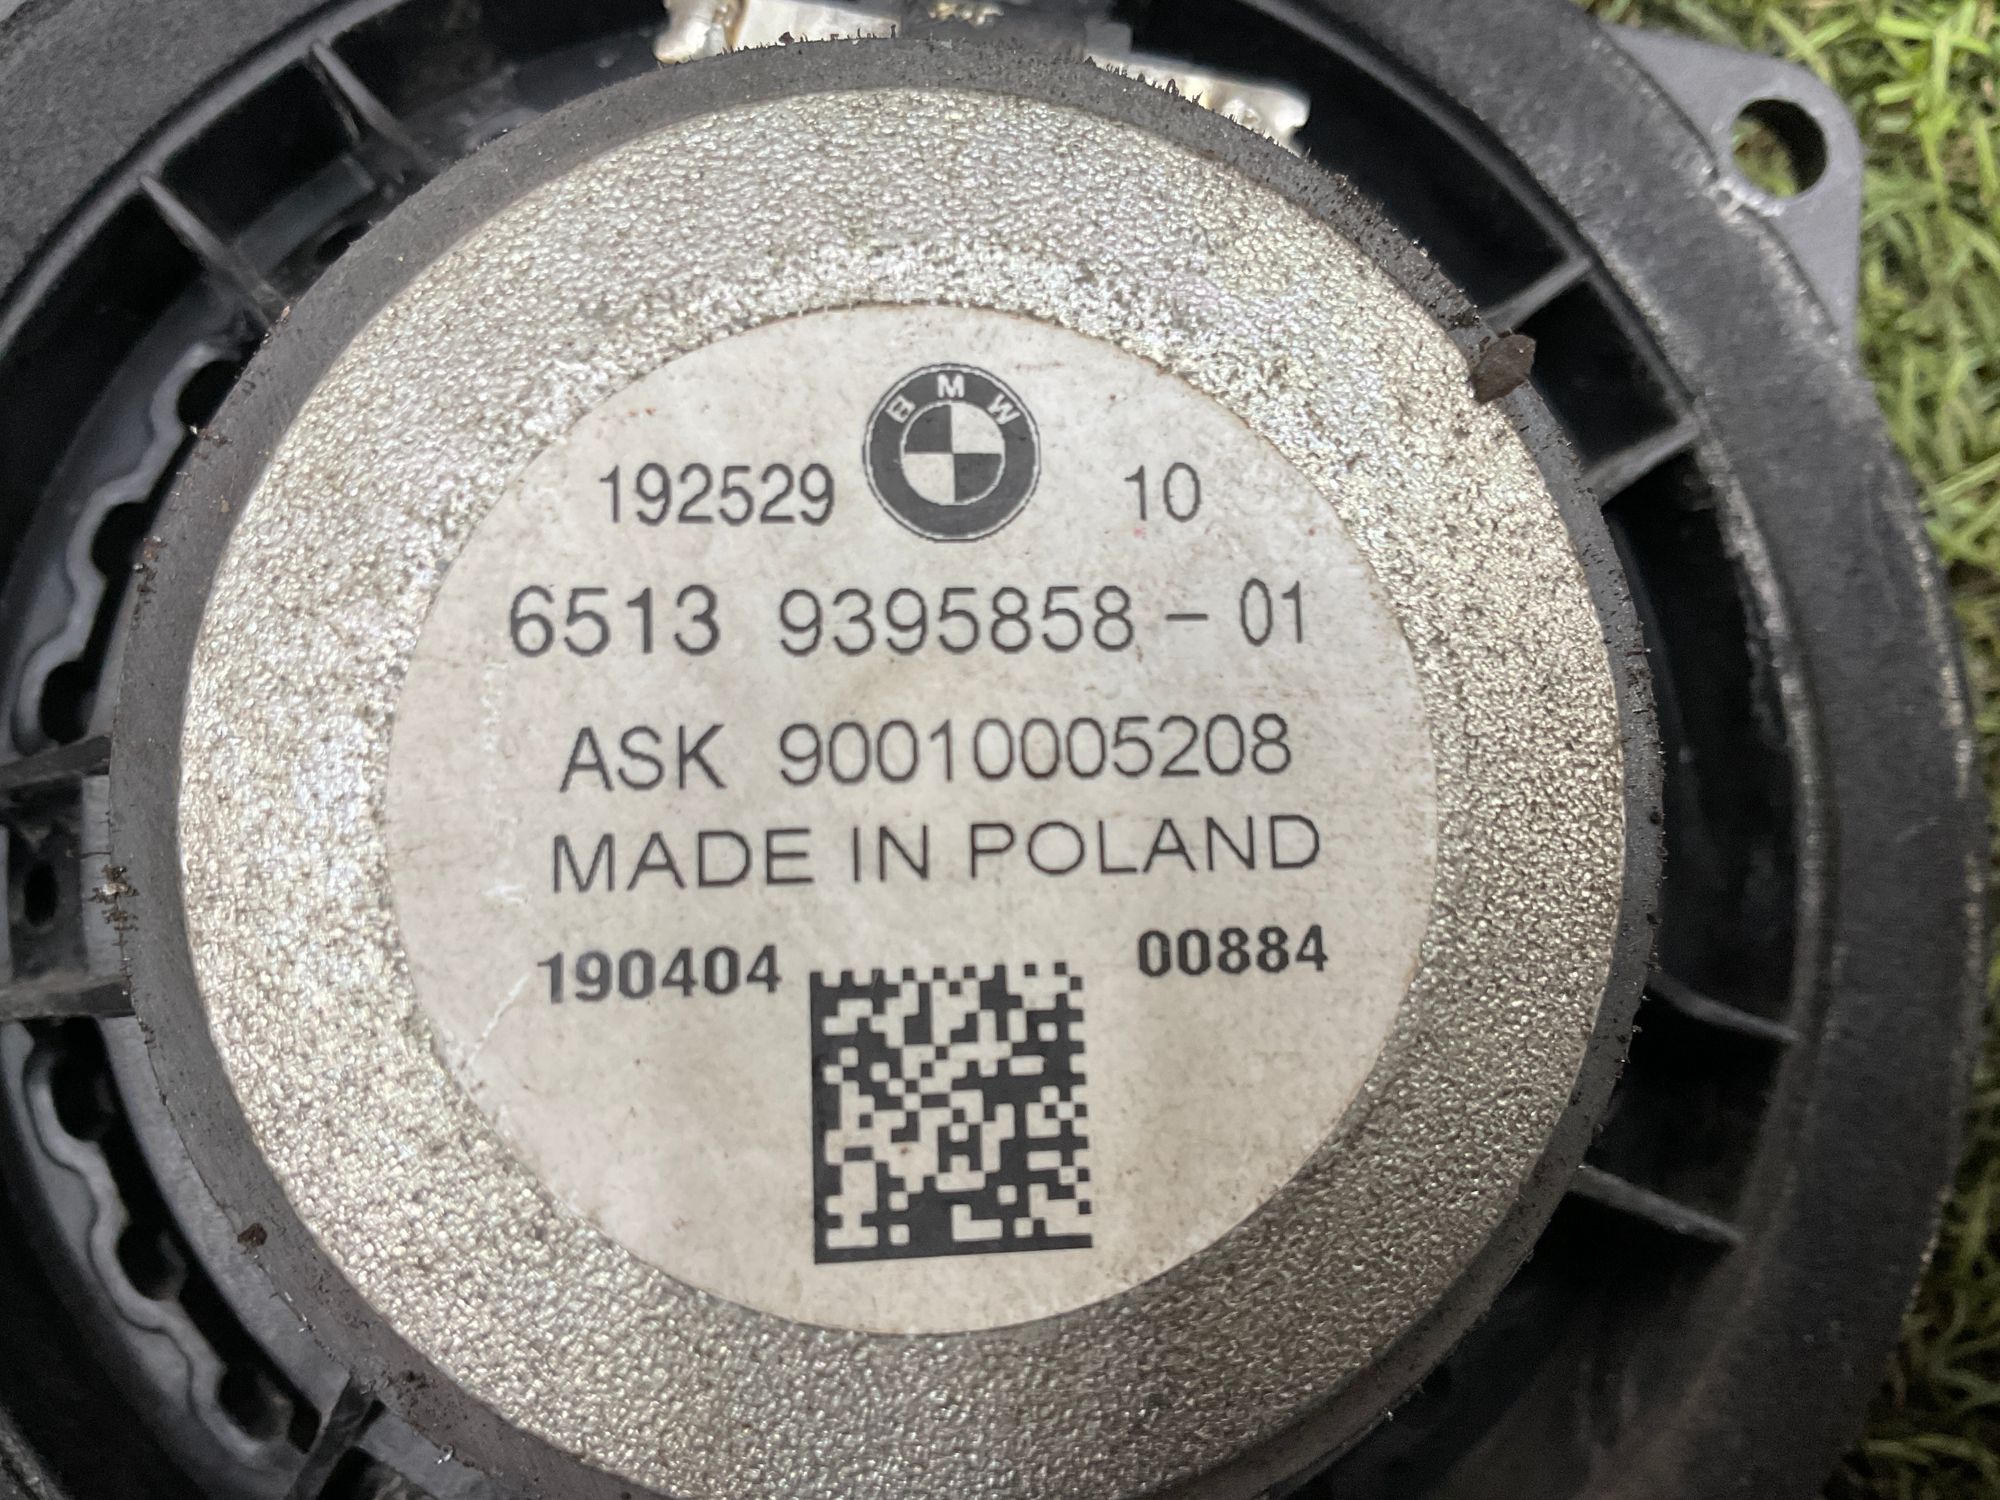 BMW
192529 10
6513 9395858-01
ASK 90010005208
MADE IN POLAND
190404 00884